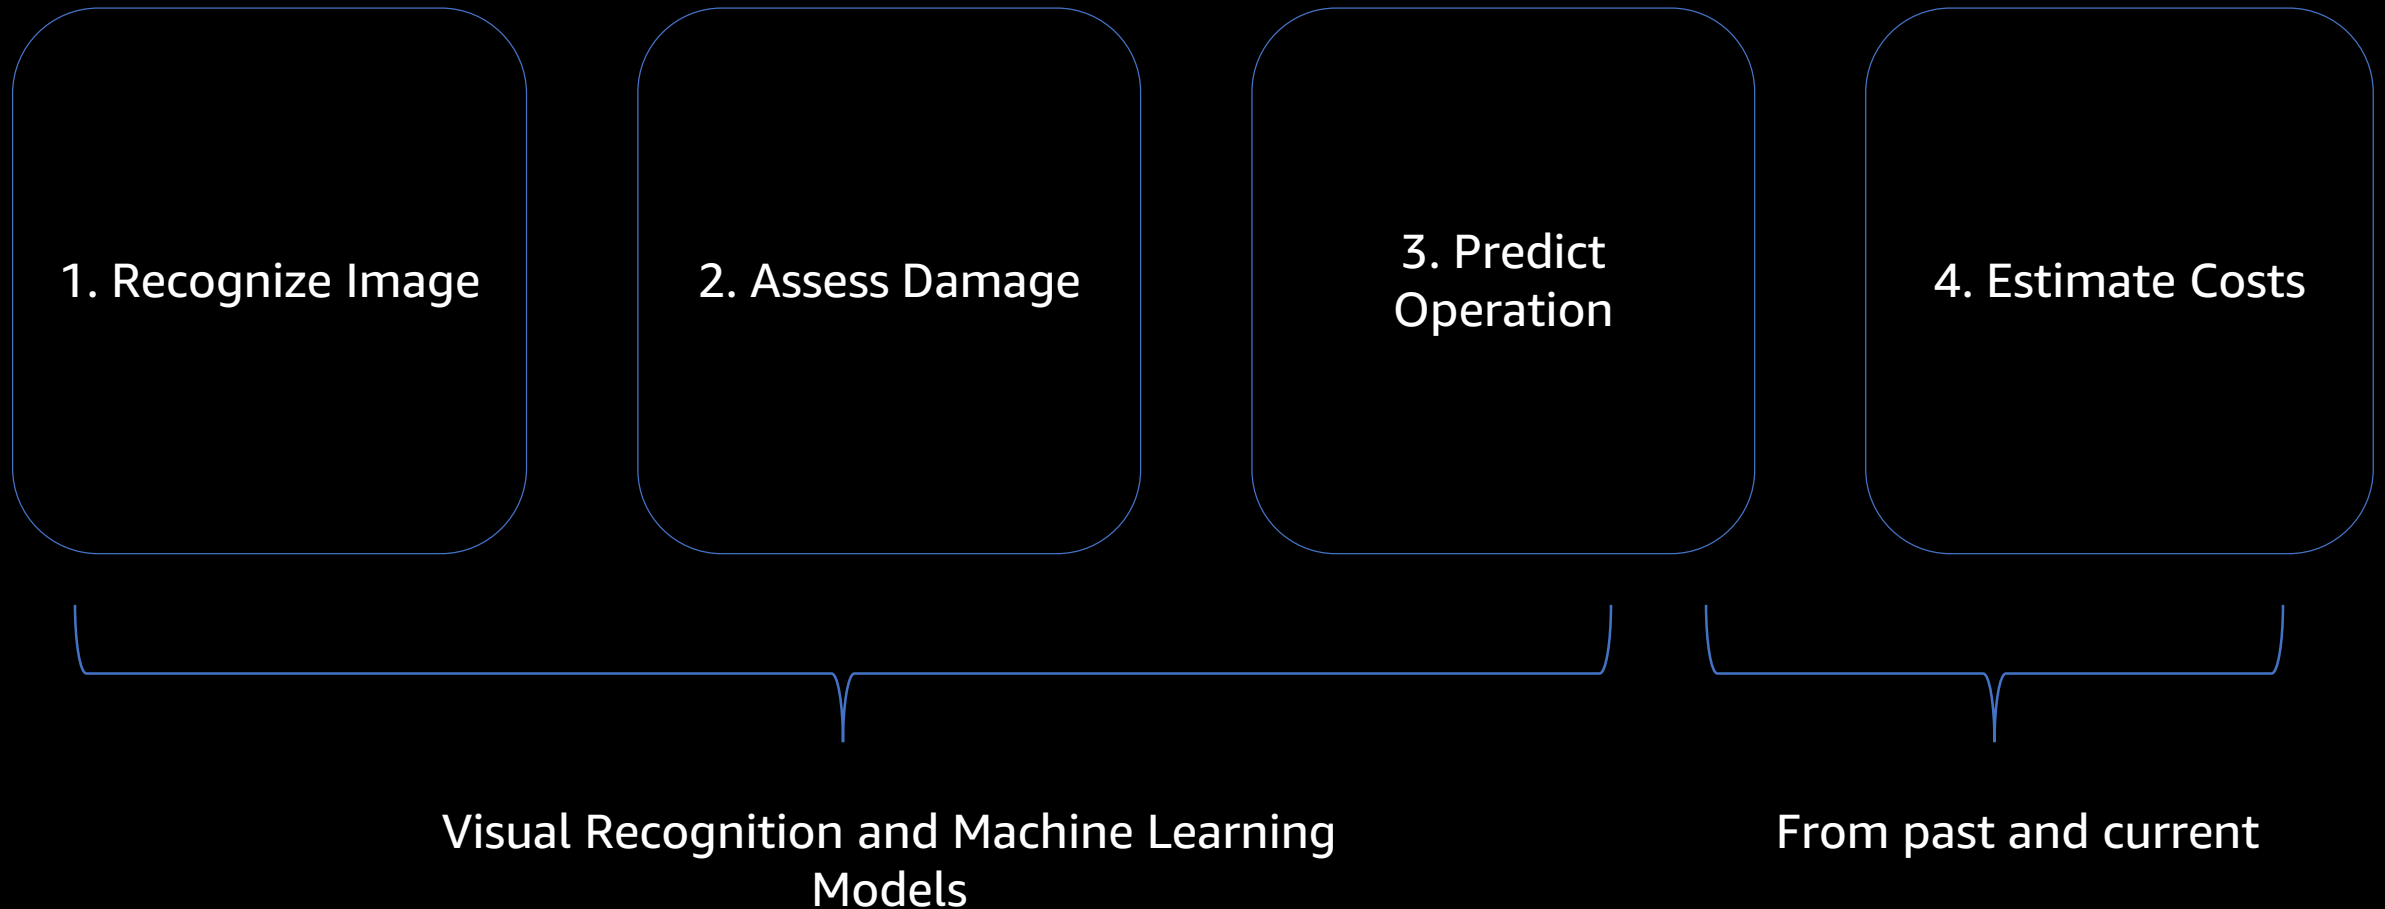 1. Recognize Image
2. Assess Damage
3. Predict
Operation
4. Estimate Costs
Visual Recognition and Machine Learning
Models
From past and current